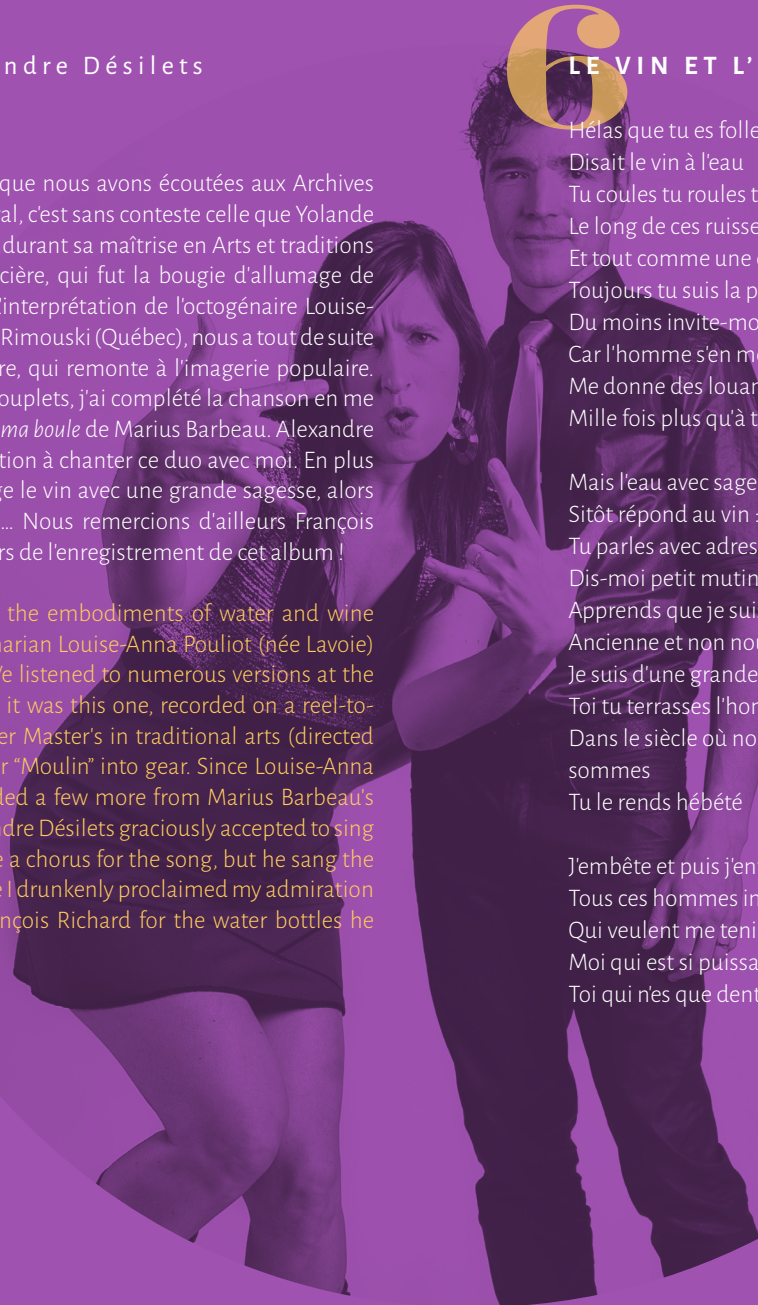 ndre Désilets
que nous avons écoutées aux Archives
al, c'est sans conteste celle que Yolande
durant sa maîtrise en Arts et traditions
cière, qui fut la bougie d'allumage de
'interprétation de l'octogénaire Louise-
Rimouski (Québec), nous a tout de suite
re, qui remonte à l'imagerie populaire.
ouplets, j'ai complété la chanson en me
ma boule de Marius Barbeau. Alexandre
tion à chanter ce duo avec moi. En plus
ge le vin avec une grande sagesse, alors
… Nous remercions d'ailleurs François
rs de l'enregistrement de cet album !
the embodiments of water and wine
narian Louise-Anna Pouliot (née Lavoie)
e listened to numerous versions at the
it was this one, recorded on a reel-to-
er Master's in traditional arts (directed
r “Moulin” into gear. Since Louise-Anna
ded a few more from Marius Barbeau's
ndre Désilets graciously accepted to sing
e a chorus for the song, but he sang the
e I drunkenly proclaimed my admiration
nçois Richard for the water bottles he
6
LE VIN ET L'
Hélas que tu es folle
Disait le vin à l'eau
Tu coules tu roules t
Le long de ces ruisse
Et tout comme une
Toujours tu suis la p
Du moins invite-mo
Car l'homme s'en m
Me donne des louan
Mille fois plus qu'à t
Mais l'eau avec sage
Sitôt répond au vin :
Tu parles avec adres
Dis-moi petit mutin
Apprends que je sui
Ancienne et non nou
Je suis d'une grande
Toi tu terrasses l'hom
Dans le siècle où no
sommes
Tu le rends hébété
J'embête et puis j'en
Tous ces hommes in
Qui veulent me teni
Moi qui est si puissa
Toi qui n'es que dent